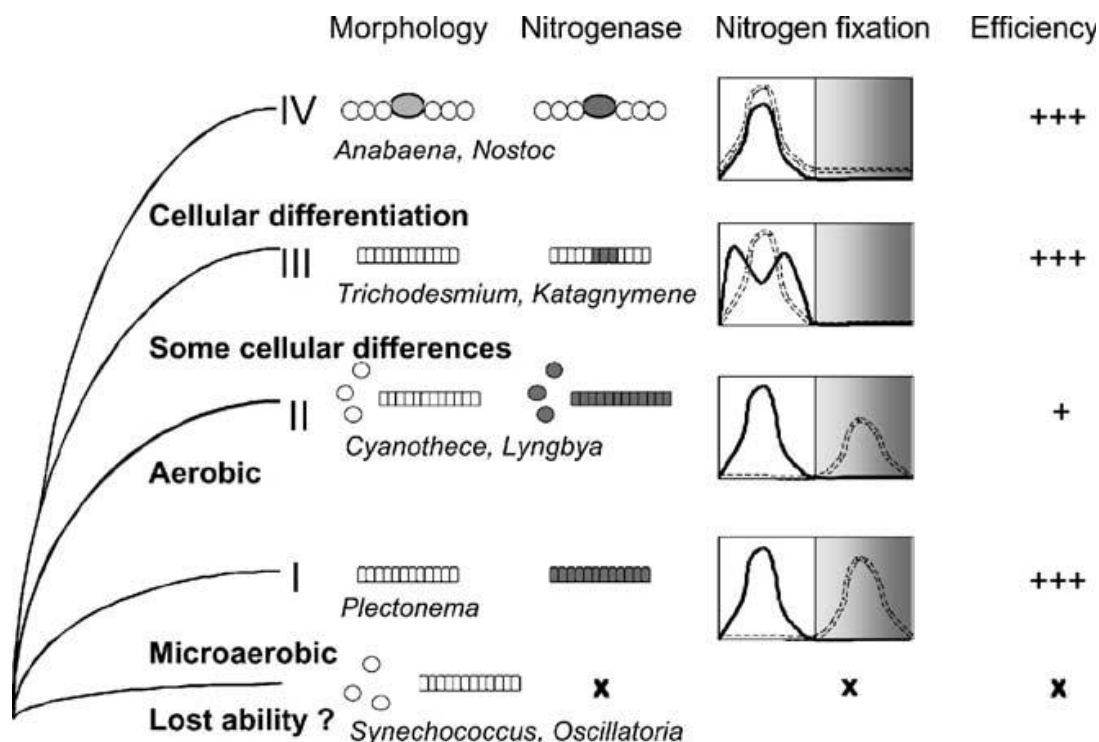 Morphology Nitrogenase Nitrogen fixation Efficiency
IV +++
Anabaena, Nostoc
Cellular differentiation
III +++
Trichodesmium, Katagnymene
Some cellular differences
II +
Cyanothece, Lyngbya
Aerobic
I +++
Plectonema
Microaerobic
x x x
Lost ability ?
Synechococcus, Oscillatoria